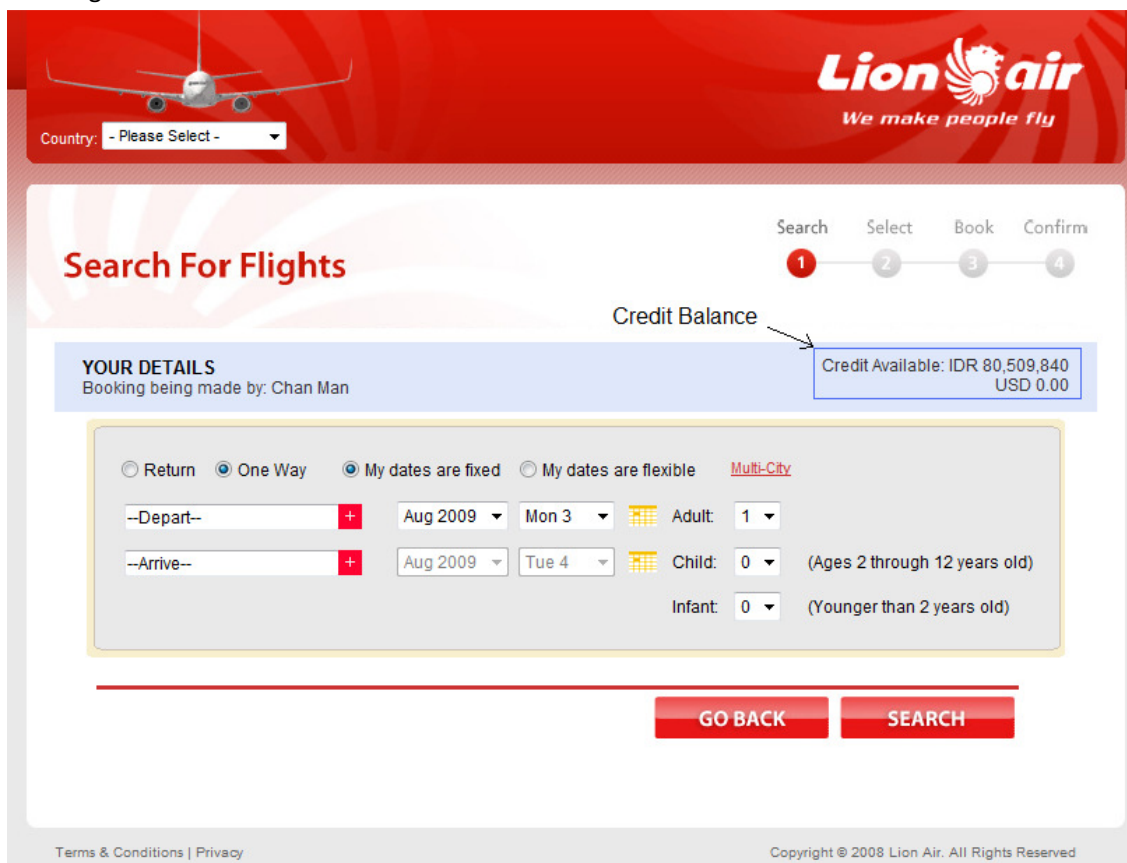 Lion air
We make people fly
Country: - Please Select -
Search For Flights
Search Select Book Confirm
1 2 3 4
Credit Balance
YOUR DETAILS
Booking being made by: Chan Man
Credit Available: IDR 80,509,840
USD 0.00
Return One Way My dates are fixed My dates are flexible Multi-City
--Depart-- + Aug 2009 Mon 3 Adult: 1
--Arrive-- + Aug 2009 Tue 4 Child: 0 (Ages 2 through 12 years old)
Infant: 0 (Younger than 2 years old)
GO BACK SEARCH
Terms & Conditions | Privacy Copyright © 2008 Lion Air. All Rights Reserved